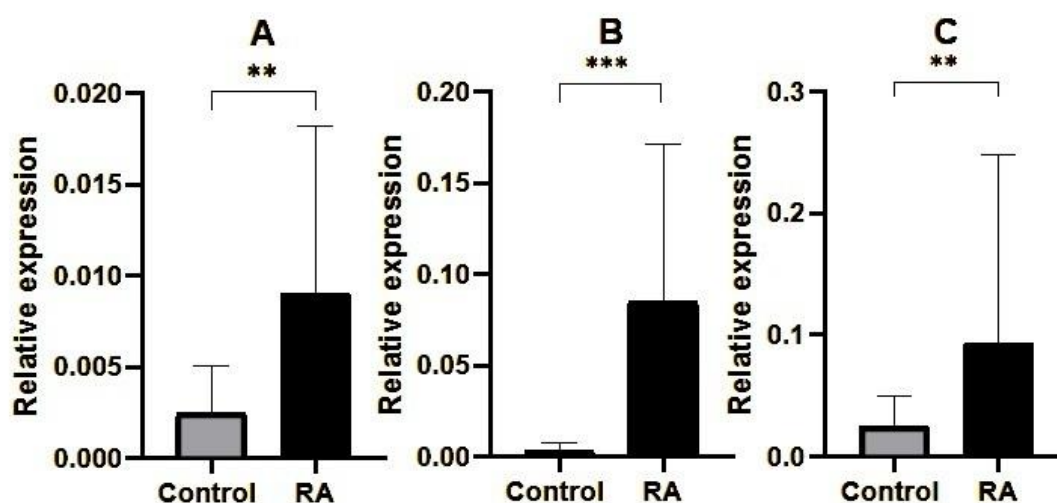 A
**
0.020
0.015
0.010
0.005
0.000
Relative expression
Control RA
B
***
0.20
0.15
0.10
0.05
0.00
Relative expression
Control RA
C
**
0.3
0.2
0.1
0.0
Relative expression
Control RA